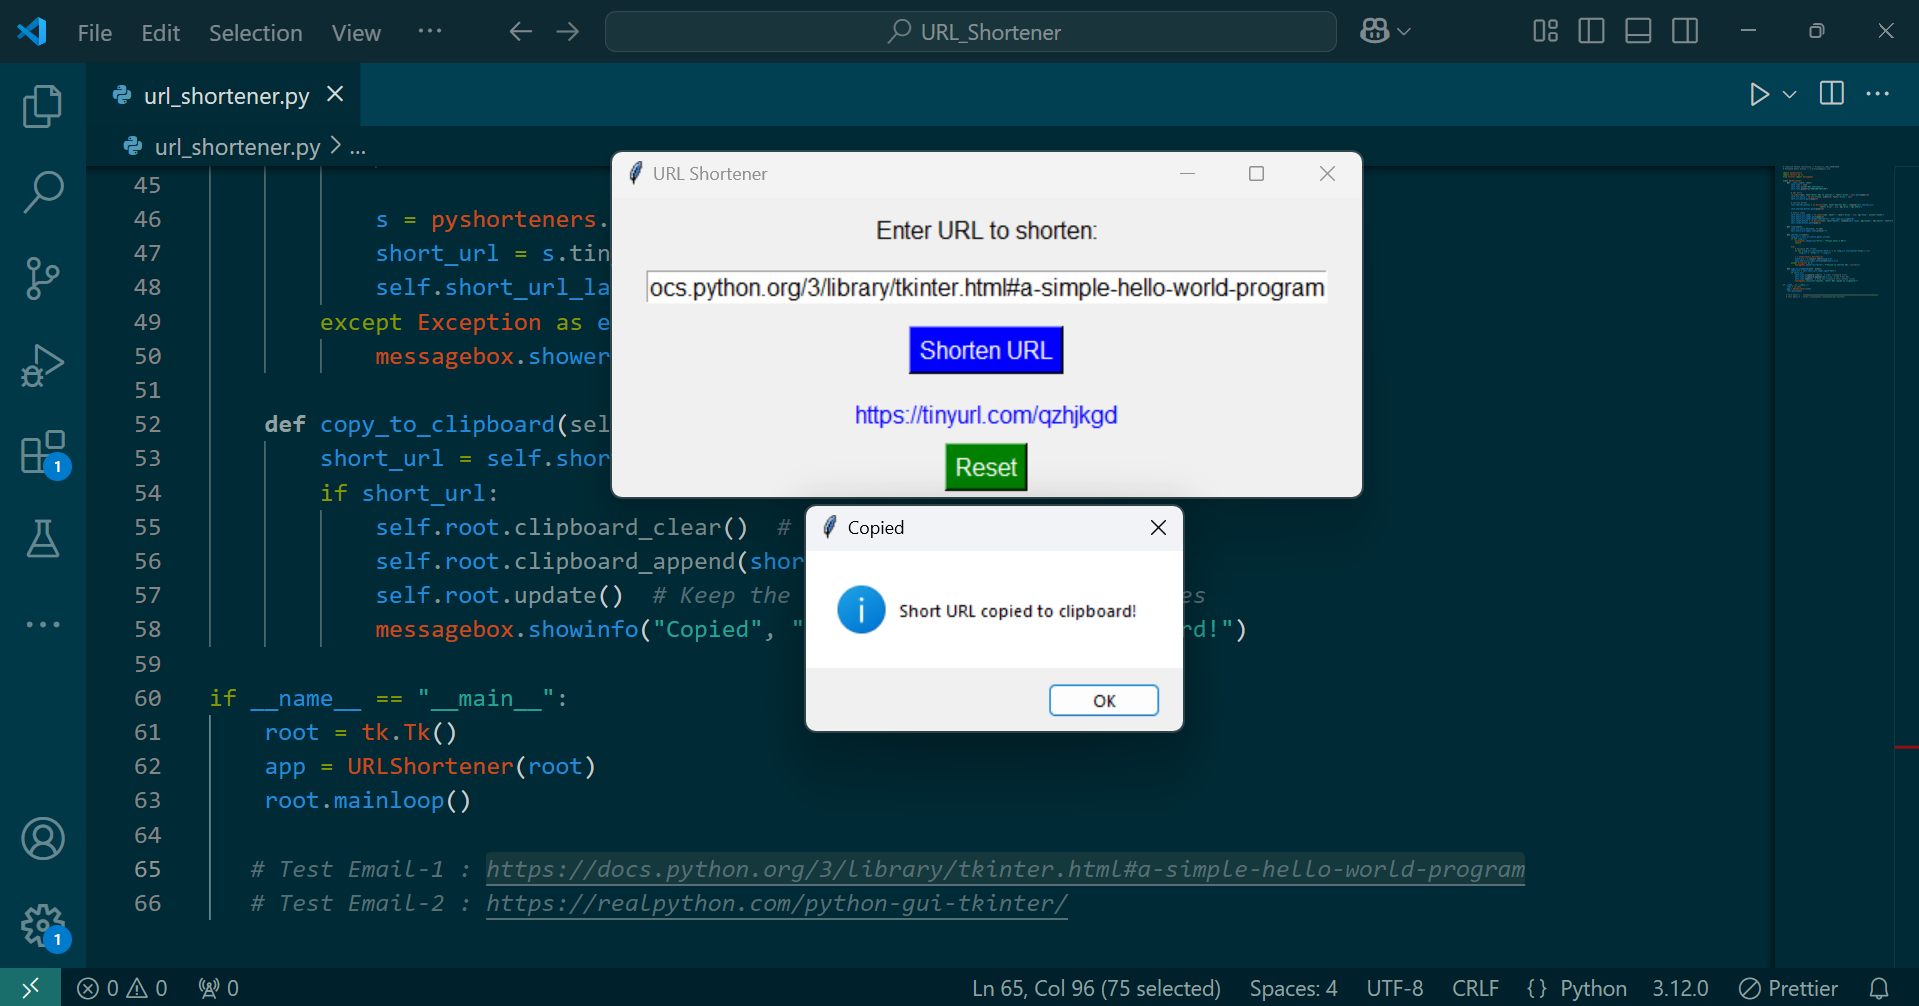 File Edit Selection View ··· URL_Shortener
url_shortener.py
url_shortener.py > ...
45
46 s = pyshorteners.
47 short_url = s.tin
48 self.short_url_la
49 except Exception as e
50 messagebox.shower
51
52 def copy_to_clipboard(sel
53 short_url = self.shor
54 if short_url:
55 self.root.clipboard_clear() #
56 self.root.clipboard_append(shor
57 self.root.update() # Keep the es
58 messagebox.showinfo("Copied", " rd!")
59
60 if __name__ == "__main__":
61 root = tk.Tk()
62 app = URLShortener(root)
63 root.mainloop()
64
65 # Test Email-1 : https://docs.python.org/3/library/tkinter.html#a-simple-hello-world-program
66 # Test Email-2 : https://realpython.com/python-gui-tkinter/
URL Shortener
Enter URL to shorten:
ocs.python.org/3/library/tkinter.html#a-simple-hello-world-program
Shorten URL
https://tinyurl.com/qzhjkgd
Reset
Copied
Short URL copied to clipboard!
OK
1
1
0 0 0 Ln 65, Col 96 (75 selected) Spaces: 4 UTF-8 CRLF {} Python 3.12.0 Prettier